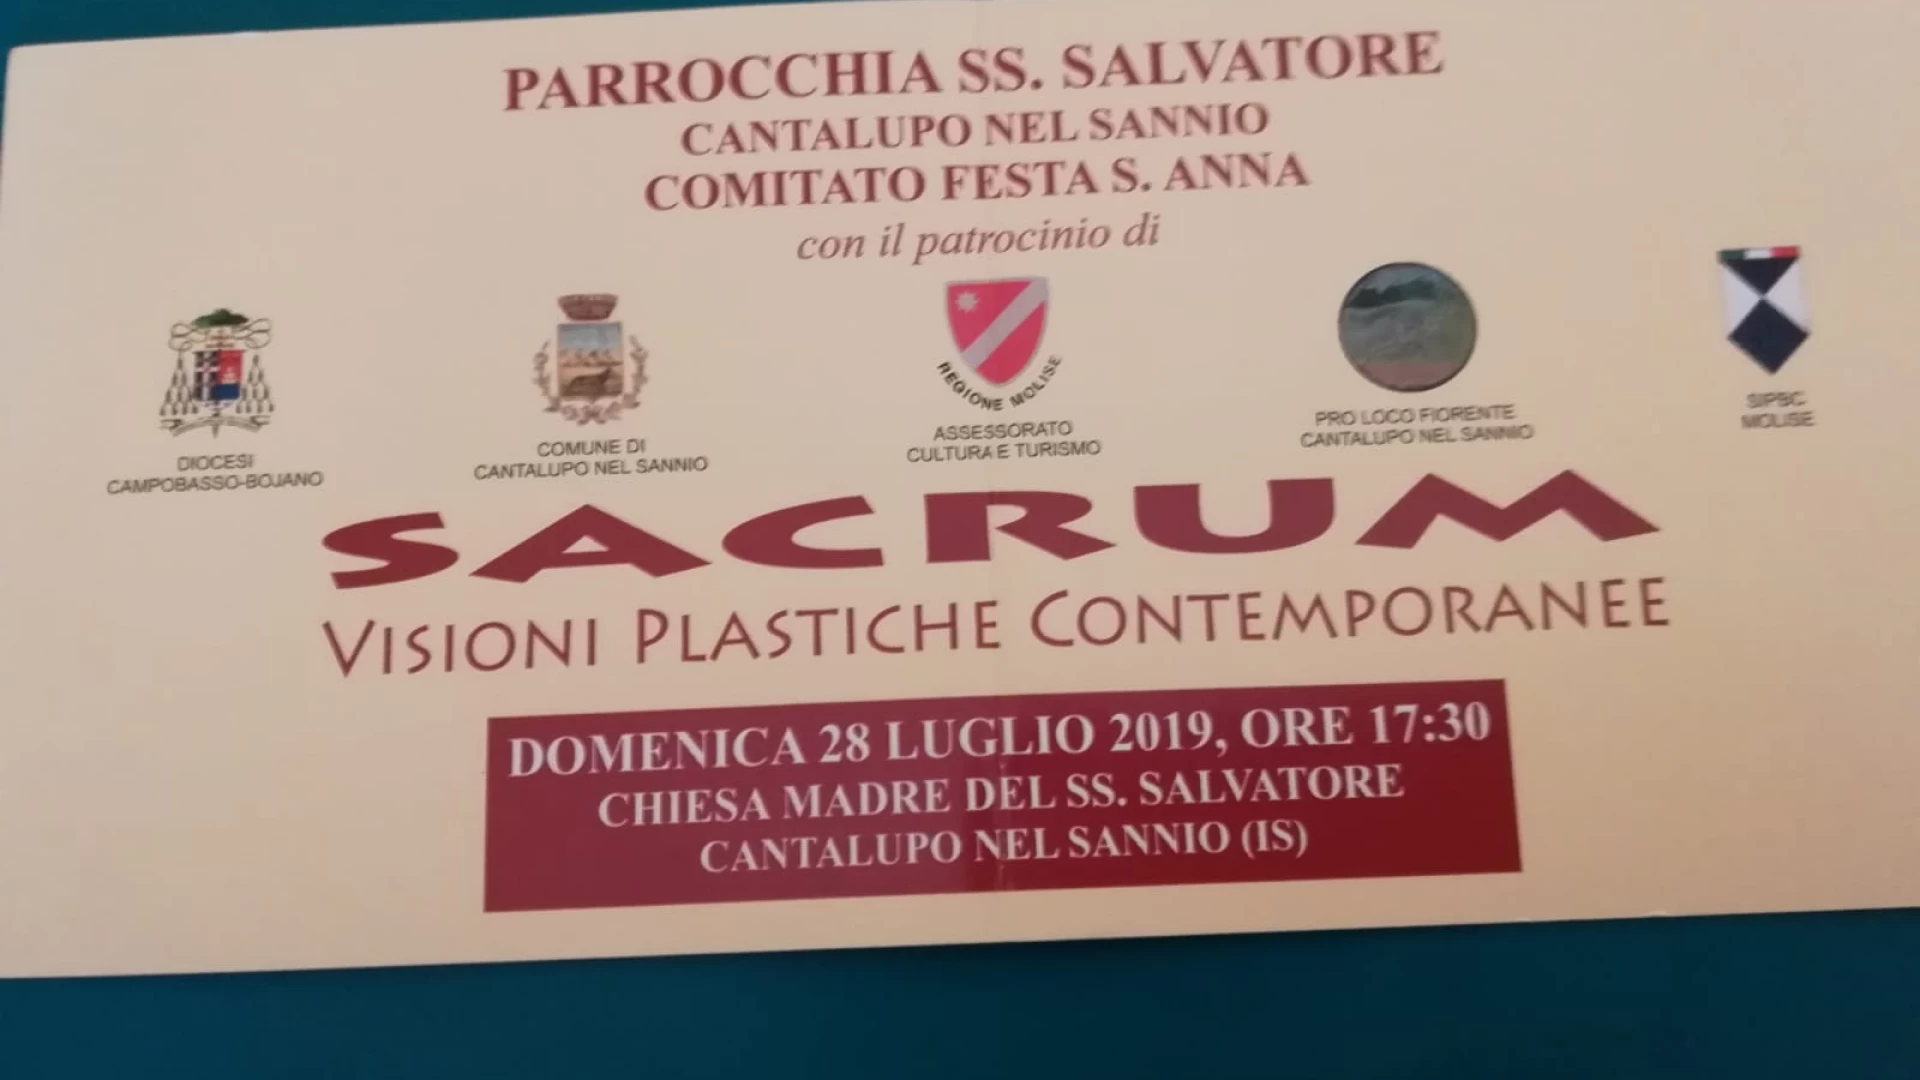 PARROCCHIA SS. SALVATORE
CANTALUPO NEL SANNIO
COMITATO FESTA S. ANNA
con il patrocinio di
DIOCESI
CAMPOBASSO-BOJANO
COMUNE DI
CANTALUPO NEL SANNIO
REGIONE MOLISE
ASSESSORATO
CULTURA E TURISMO
PRO LOCO FIORENTE
CANTALUPO NEL SANNIO
SIPBC
MOLISE
SACRUM
VISIONI PLASTICHE CONTEMPORANEE
DOMENICA 28 LUGLIO 2019, ORE 17:30
CHIESA MADRE DEL SS. SALVATORE
CANTALUPO NEL SANNIO (IS)